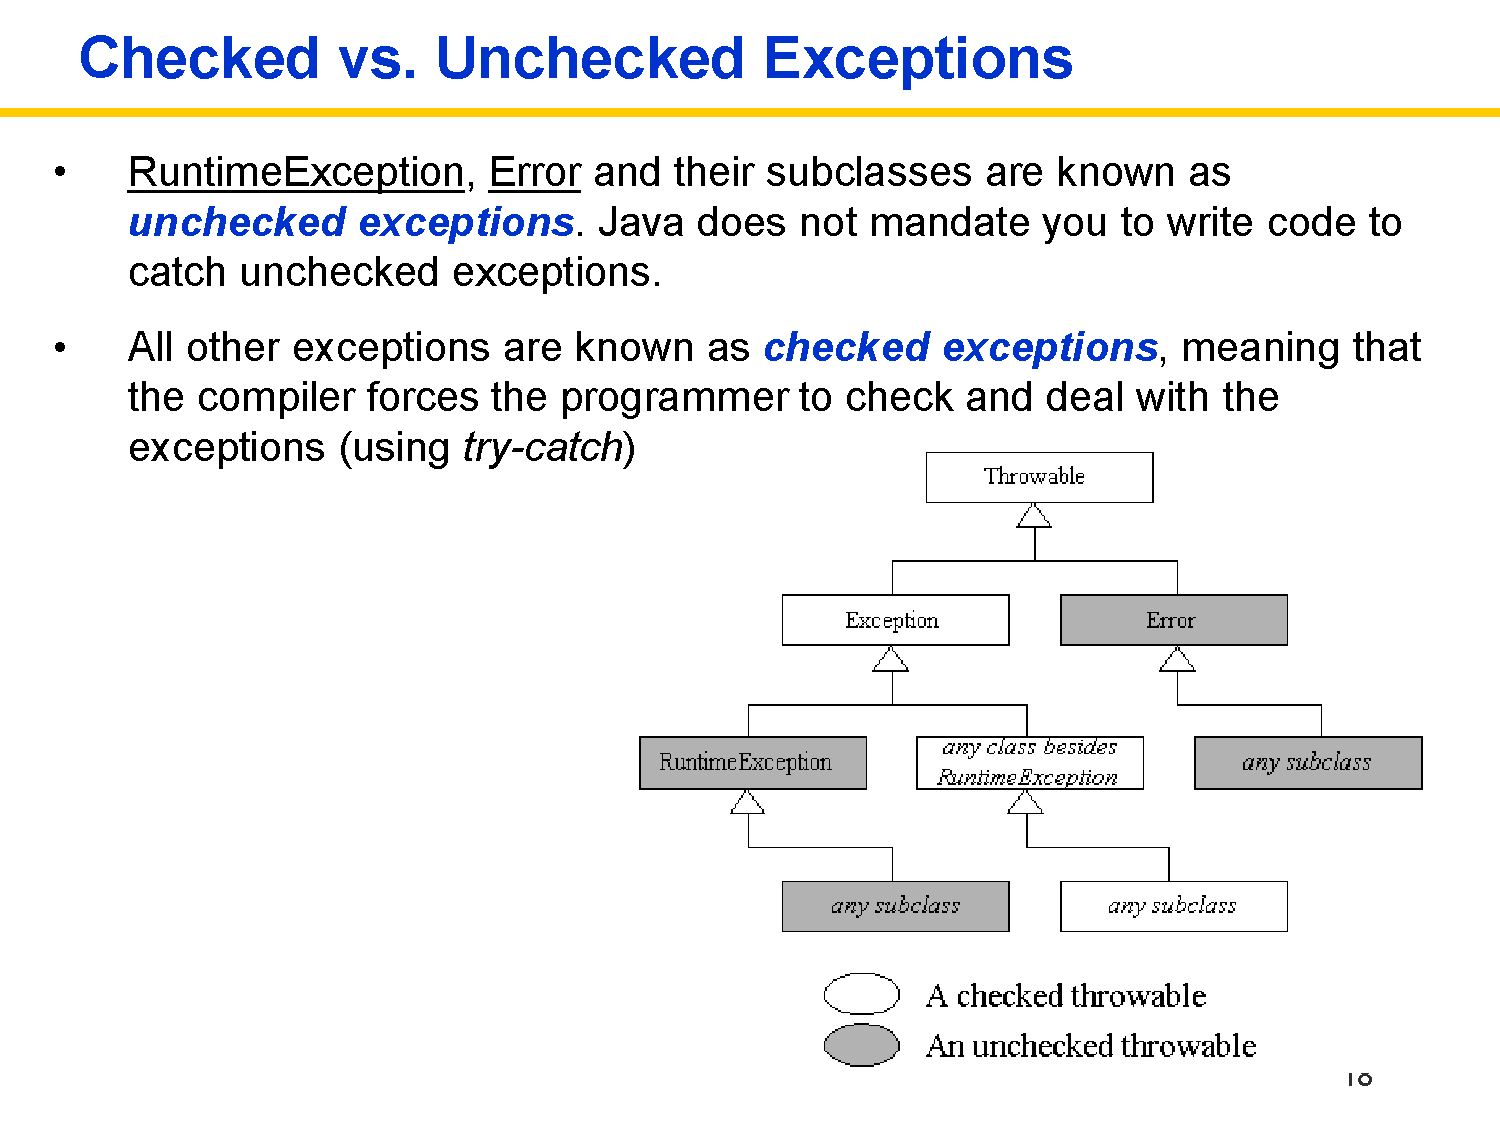 Checked vs. Unchecked Exceptions
• RuntimeException, Error and their subclasses are known as
unchecked exceptions. Java does not mandate you to write code to
catch unchecked exceptions.
• All other exceptions are known as checked exceptions, meaning that
the compiler forces the programmer to check and deal with the
exceptions (using try-catch)
Throwable
Exception
Error
RuntimeException
any class besides
RuntimeException
any subclass
any subclass
any subclass
A checked throwable
An unchecked throwable